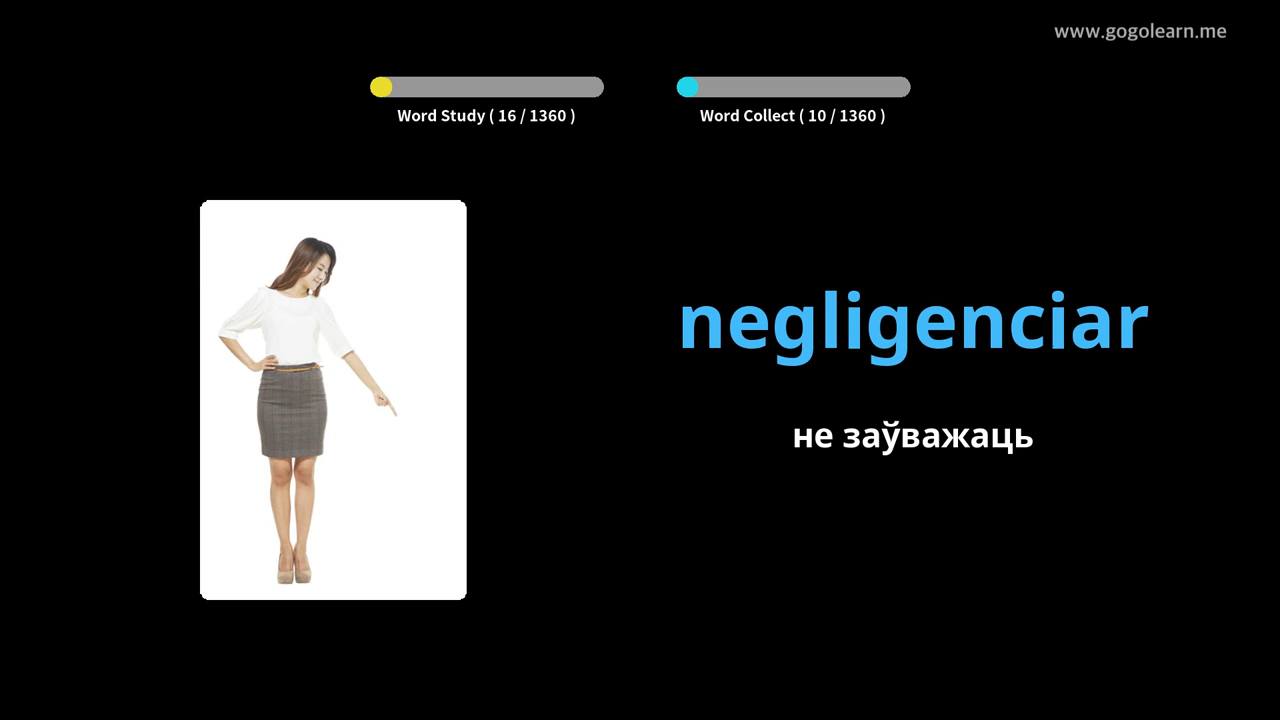 www.gogolearn.me
Word Study ( 16 / 1360 )
Word Collect ( 10 / 1360 )
negligenciar
не заўважаць